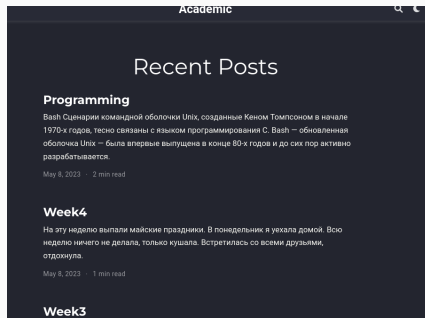 Academic
Recent Posts
Programming
Bash Сценарии командной оболочки Unix, созданные Кеном Томпсоном в начале
1970-х годов, тесно связаны с языком программирования C. Bash — обновленная
оболочка Unix — была впервые выпущена в конце 80-х годов и до сих пор активно
разрабатывается.
May 8, 2023 · 2 min read
Week4
На эту неделю выпали майские праздники. В понедельник я уехала домой. Всю
неделю ничего не делала, только кушала. Встретилась со всеми друзьями,
отдохнула.
May 8, 2023 · 1 min read
Week3